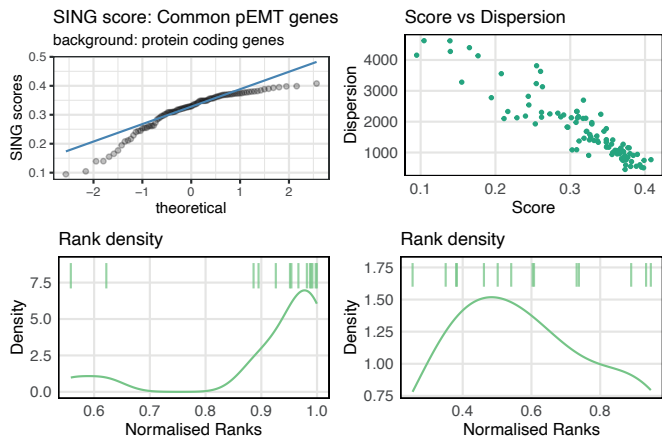 SING score: Common pEMT genes
background: protein coding genes
SING scores
0.5
0.4
0.3
0.2
0.1
−2
−1
0
1
2
theoretical
Score vs Dispersion
Dispersion
4000
3000
2000
1000
0.1
0.2
0.3
0.4
Score
Rank density
Density
7.5
5.0
2.5
0.0
0.6
0.7
0.8
0.9
1.0
Normalised Ranks
Rank density
Density
1.75
1.50
1.25
1.00
0.75
0.4
0.6
0.8
Normalised Ranks